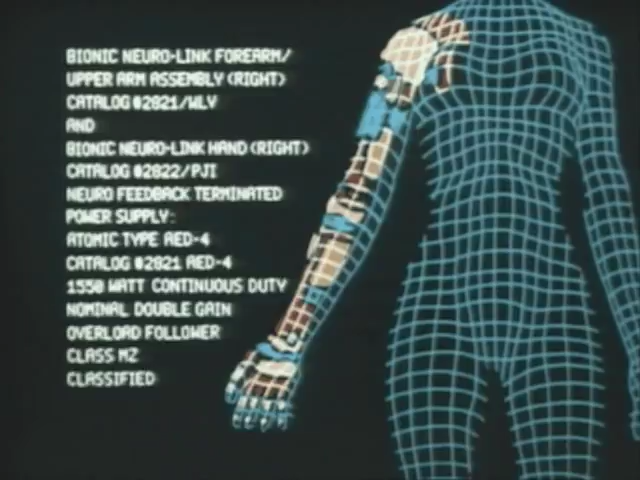 BIONIC NEURO-LINK FOREARM/
UPPER ARM ASSEMBLY (RIGHT)
CATALOG #2821/WLY
AND
BIONIC NEURO-LINK HAND (RIGHT)
CATALOG #2822/PJI
NEURO FEEDBACK TERMINATED
POWER SUPPLY:
ATOMIC TYPE AED-4
CATALOG #2821 AED-4
1550 WATT CONTINUOUS DUTY
NOMINAL DOUBLE GAIN
OVERLOAD FOLLOWER
CLASS MZ
CLASSIFIED